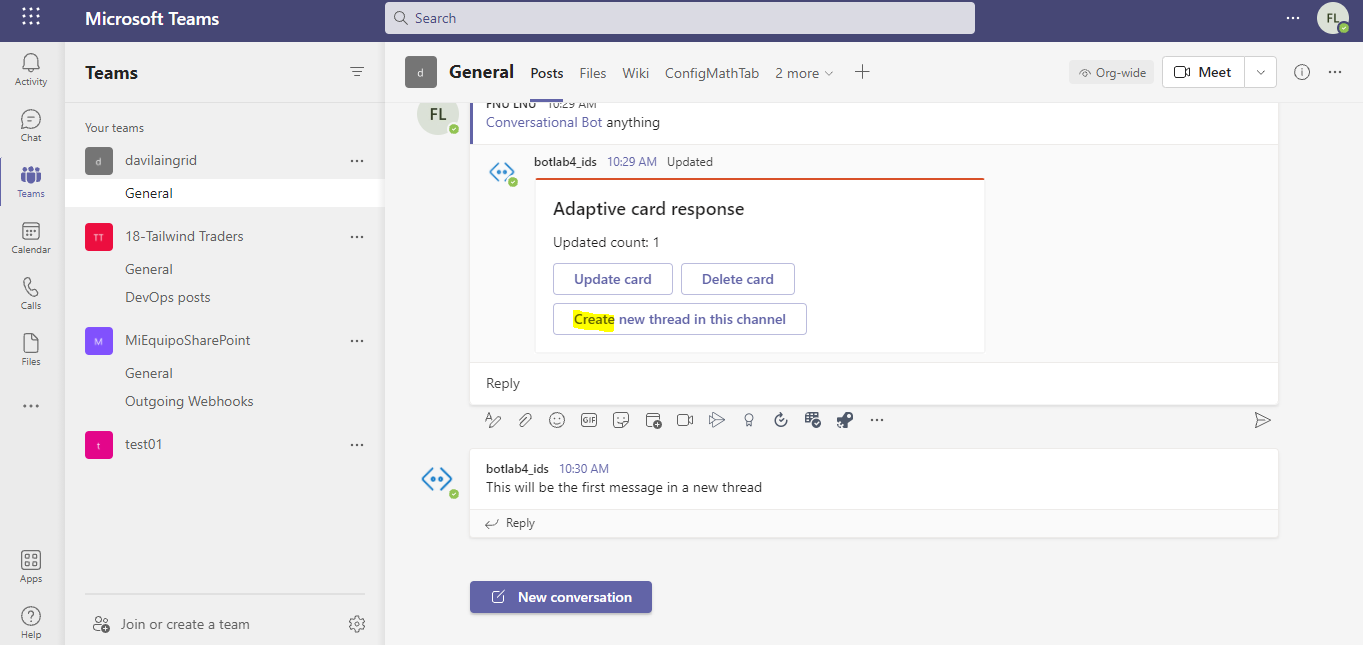 Microsoft Teams
Search
FL
Activity
Chat
Teams
Calendar
Calls
Files
Apps
Help
Teams
Your teams
d davilaingrid
General
TT 18-Tailwind Traders
General
DevOps posts
M MiEquipoSharePoint
General
Outgoing Webhooks
t test01
Join or create a team
d General Posts Files Wiki ConfigMathTab 2 more
Org-wide Meet
FL FNU LNU 10:29 AM
Conversational Bot anything
botlab4_ids 10:29 AM Updated
Adaptive card response
Updated count: 1
Update card Delete card
Create new thread in this channel
Reply
GIF
botlab4_ids 10:30 AM
This will be the first message in a new thread
Reply
New conversation